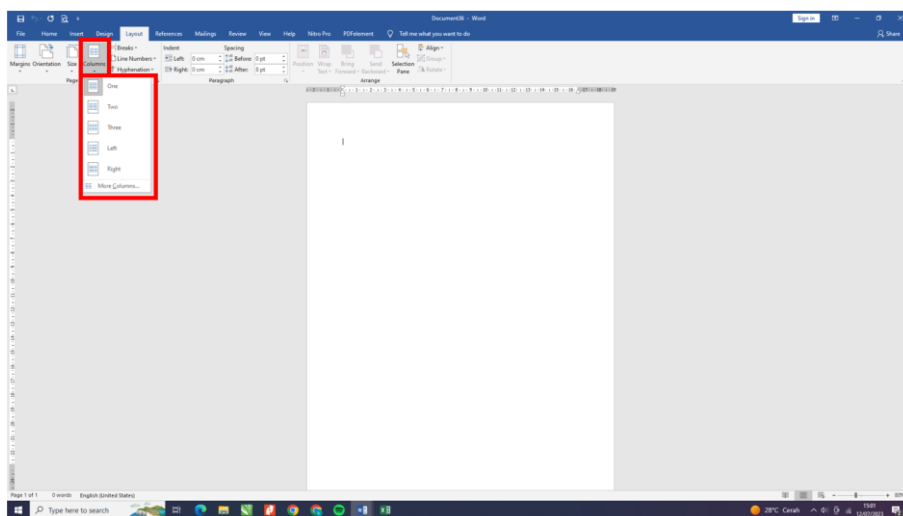 Document36 - Word
Sign in
File Home Insert Design Layout References Mailings Review View Help Nitro Pro PDFelement Tell me what you want to do
Share
Margins Orientation Size Columns
Breaks
Line Numbers
Hyphenation
Indent
Left: 0 cm
Right: 0 cm
Spacing
Before: 0 pt
After: 0 pt
Paragraph
Position Wrap Text Bring Forward Send Backward Selection Pane
Align
Group
Rotate
Arrange
Page
One
Two
Three
Left
Right
More Columns...
Page 1 of 1 0 words English (United States)
Type here to search
28°C Cerah
15:01
12/07/2023